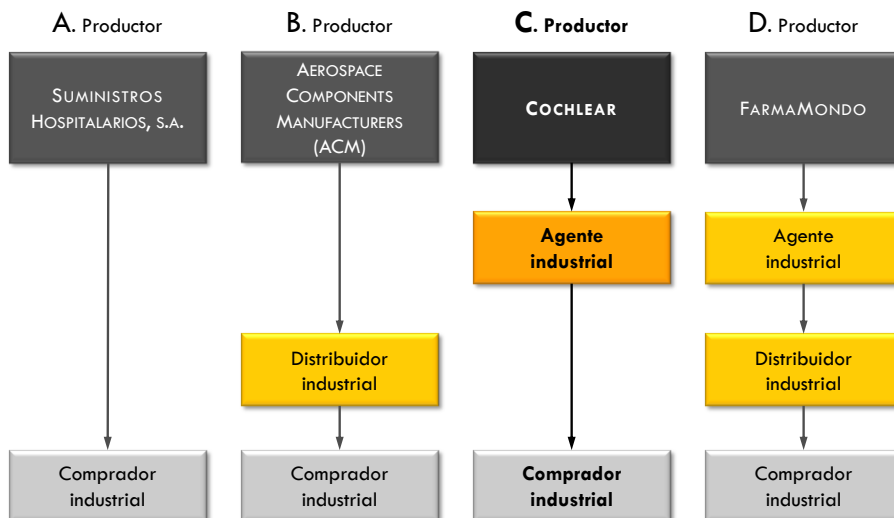 A. Productor
B. Productor
C. Productor
D. Productor
SUMINISTROS
HOSPITALARIOS, S.A.
AEROSPACE
COMPONENTS
MANUFACTURERS
(ACM)
COCHLEAR
FARMAMONDO
Agente
industrial
Agente
industrial
Distribuidor
industrial
Distribuidor
industrial
Comprador
industrial
Comprador
industrial
Comprador
industrial
Comprador
industrial